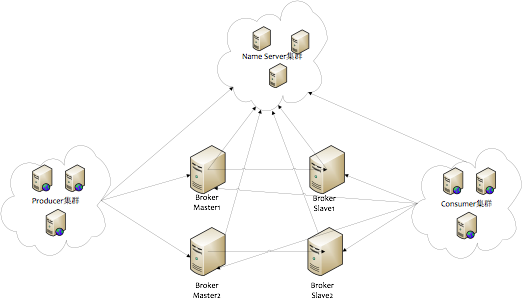 Name Server集群
Producer集群
Broker
Master1
Broker
Slave1
Consumer集群
Broker
Master2
Broker
Slave2